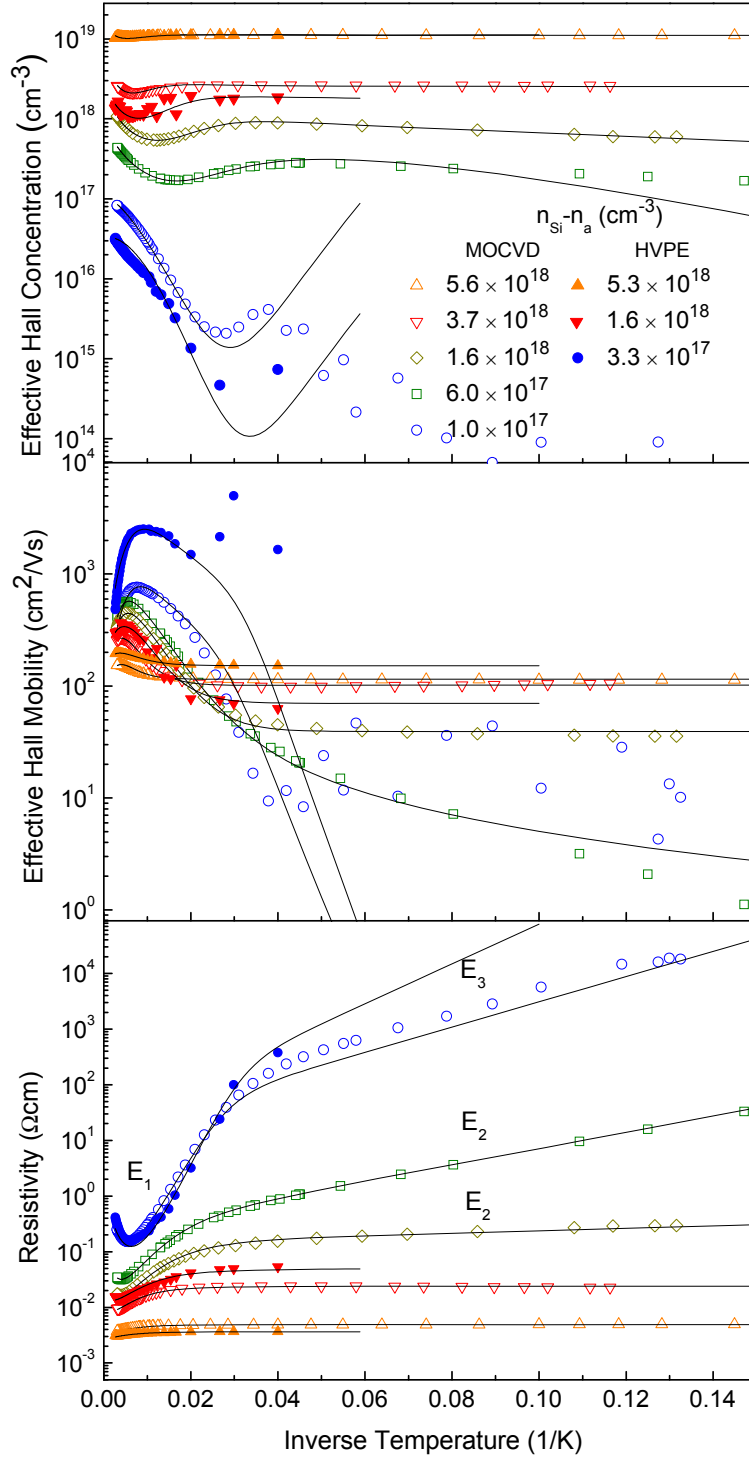 10^19
10^18
10^17
10^16
10^15
10^14
Effective Hall Concentration (cm^-3)
n_Si-n_a (cm^-3)
MOCVD HVPE
5.6 × 10^18 5.3 × 10^18
3.7 × 10^18 1.6 × 10^18
1.6 × 10^18 3.3 × 10^17
6.0 × 10^17
1.0 × 10^17
10^4
10^3
10^2
10^1
10^0
Effective Hall Mobility (cm^2/Vs)
10^4
10^3
10^2
10^1
10^0
10^-1
10^-2
10^-3
Resistivity (Ωcm)
E_3
E_2
E_1
E_2
0.00 0.02 0.04 0.06 0.08 0.10 0.12 0.14
Inverse Temperature (1/K)